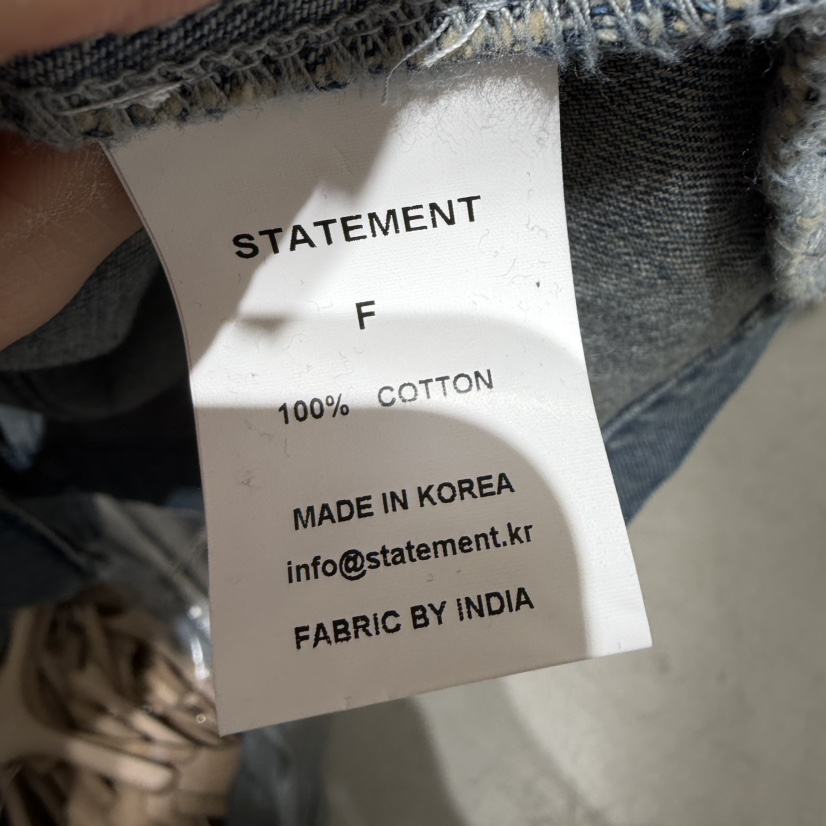 STATEMENT
F
100% COTTON
MADE IN KOREA
info@statement.kr
FABRIC BY INDIA